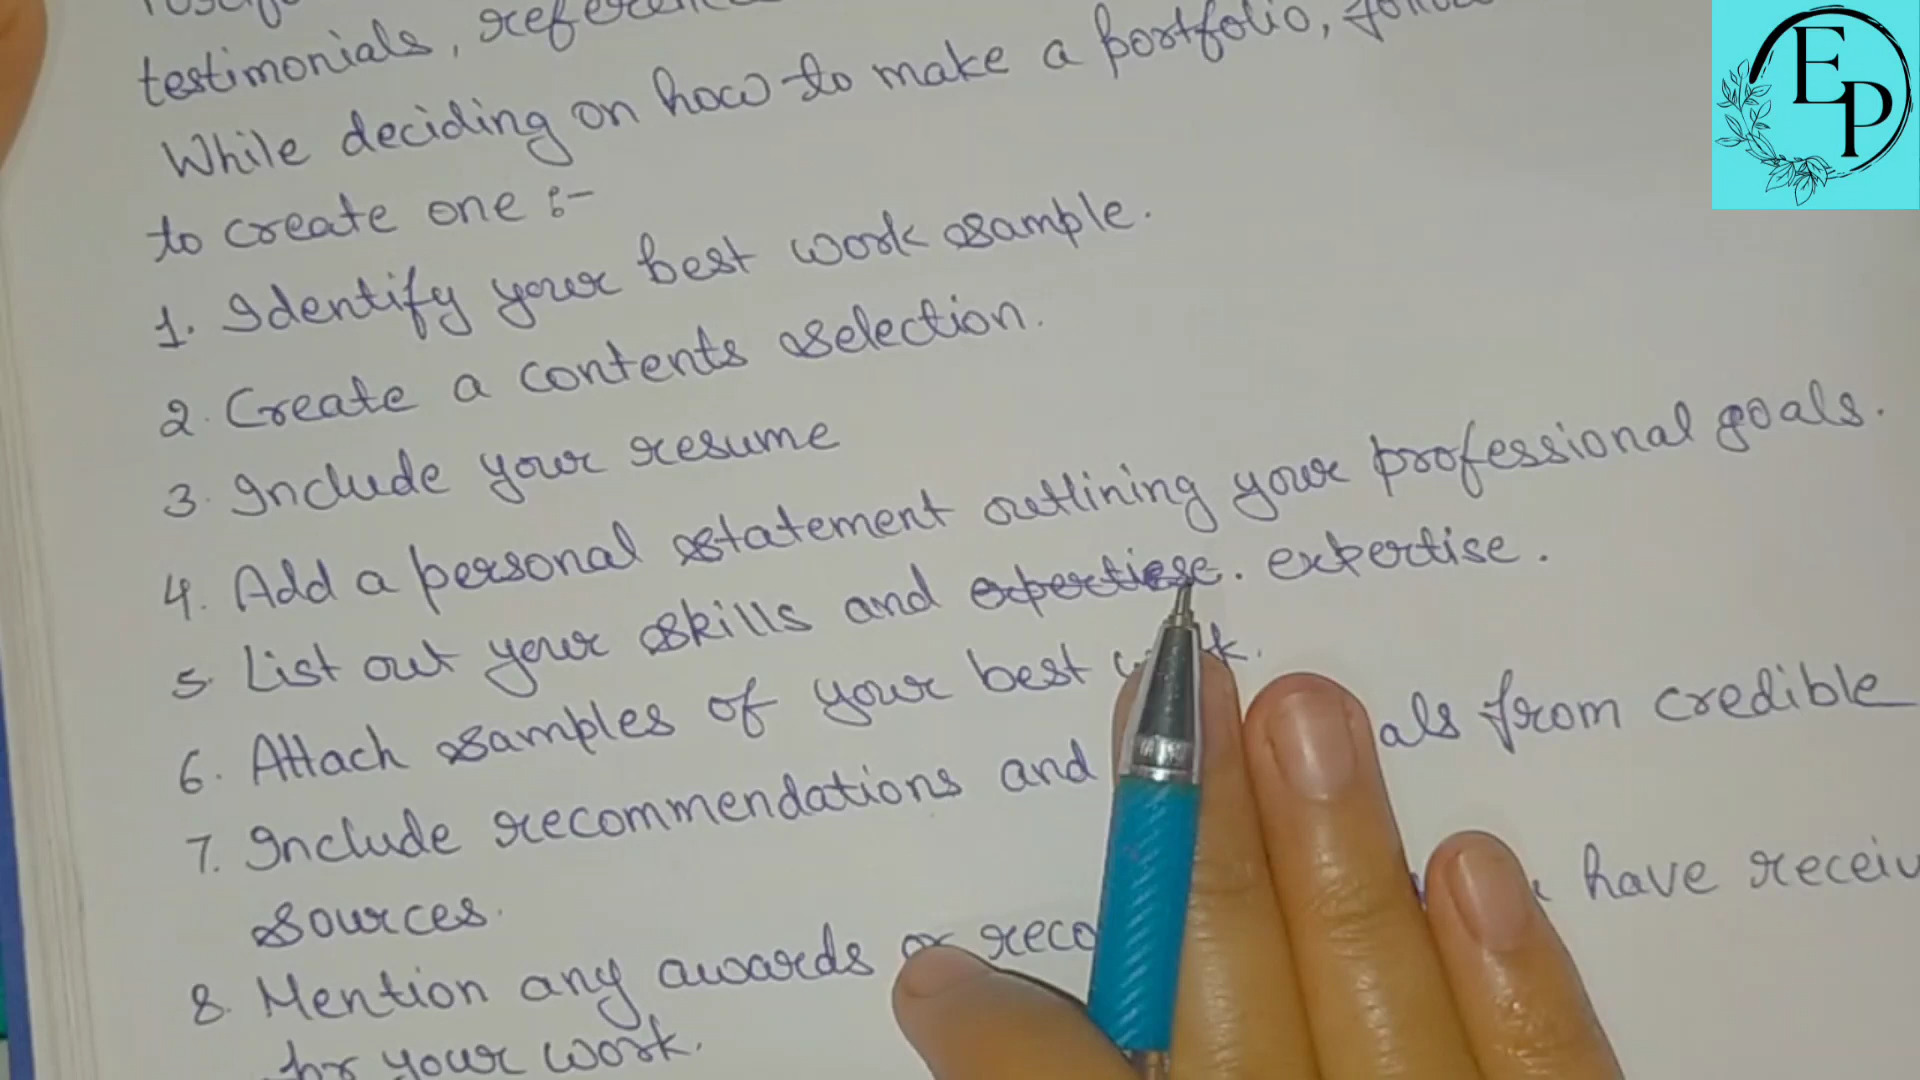 testimonials,
While deciding on how to make a portfolio,
to create one :-
1. Identify your best work sample.
2. Create a contents selection.
3. Include your resume
4. Add a personal statement outlining your professional goals.
5. List out your skills and expertiese. expertise.
6. Attach samples of your best
7. Include recommendations and from credible
sources.
8. Mention any awards or have
for your work.
EP